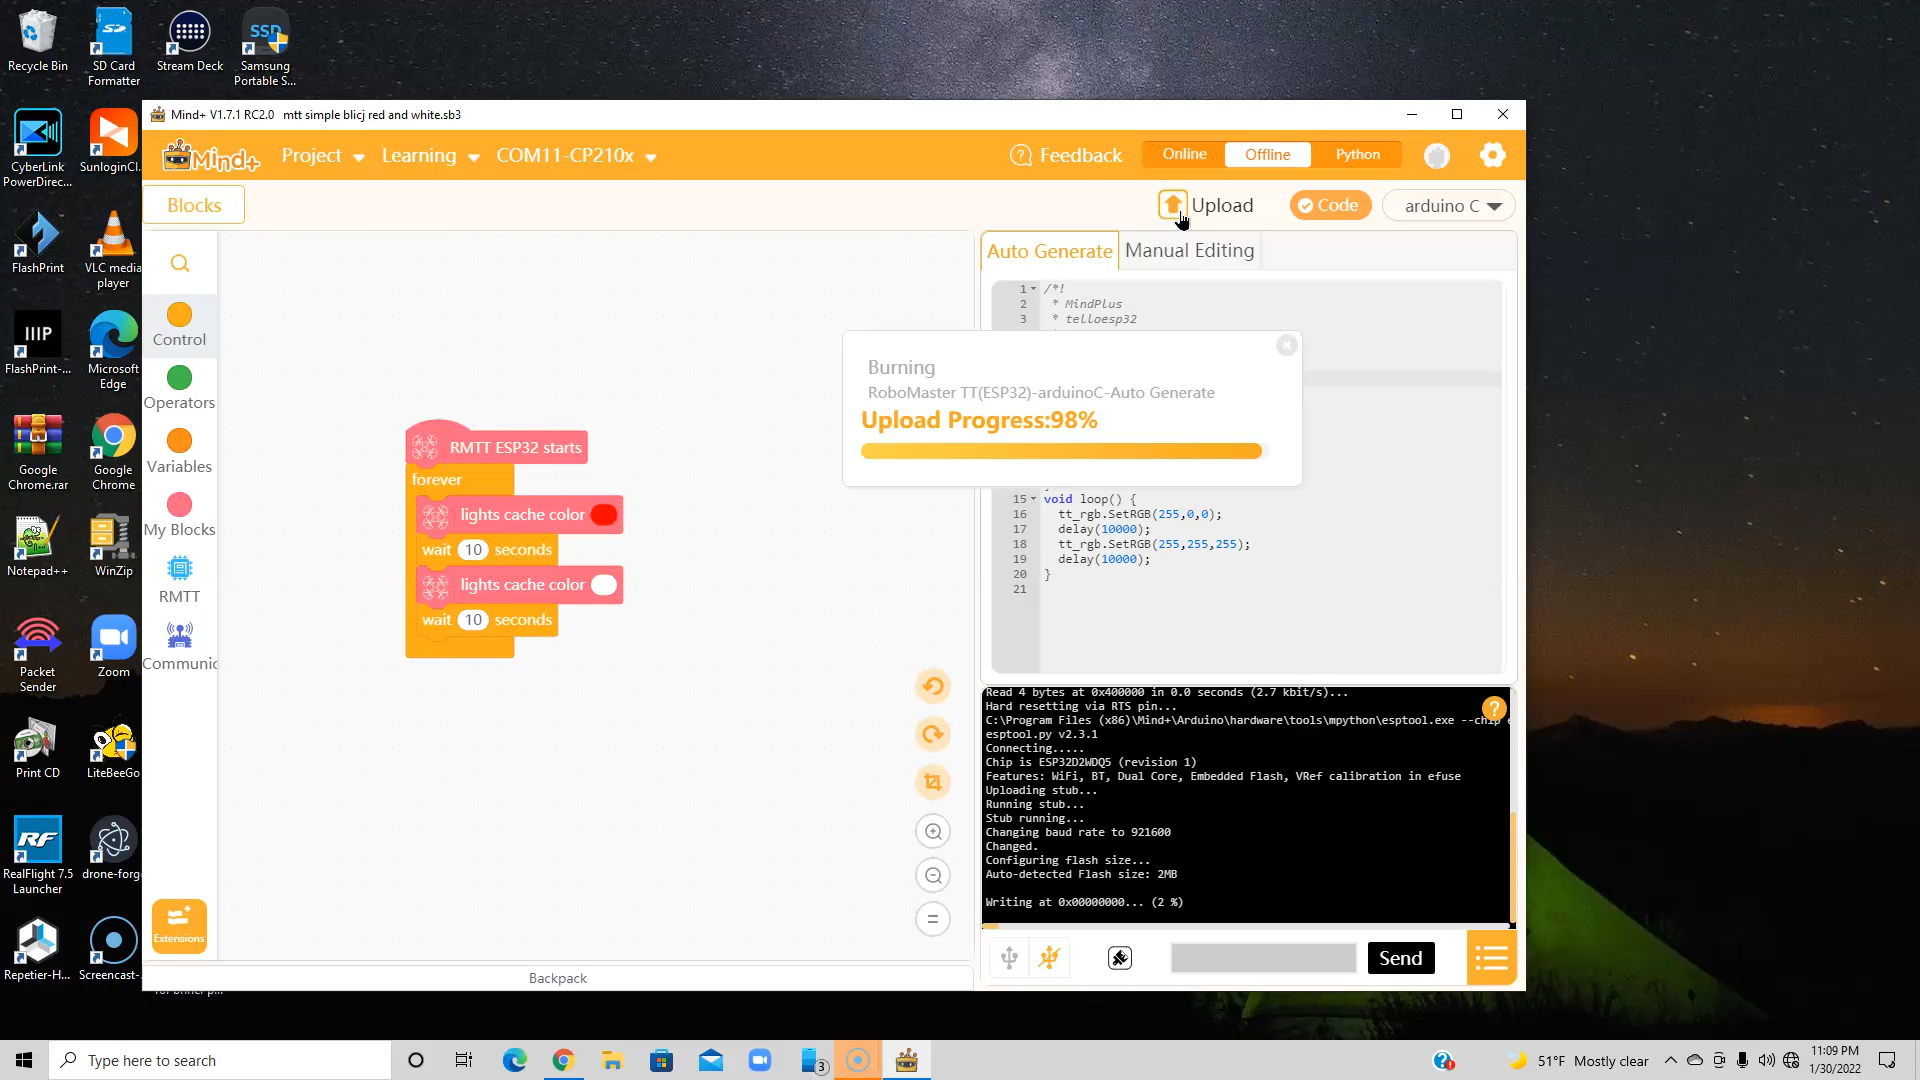 Recycle Bin
SD Card
Formatter
Stream Deck
SSD
Samsung
Portable S...
CyberLink
PowerDirec...
SunloginCl...
FlashPrint
VLC media
player
FlashPrint-...
Microsoft
Edge
Google
Chrome.rar
Google
Chrome
Notepad++
WinZip
Packet
Sender
Zoom
Print CD
LiteBeeGo
RF
RealFlight 7.5
Launcher
drone-forg
Repetier-H...
Screencast-
Mind+ V1.7.1 RC2.0 mtt simple blicj red and white.sb3
Mind+
Project
Learning
COM11-CP210x
Feedback
Online
Offline
Python
Blocks
Upload
Code
arduino C
Control
Operators
Variables
My Blocks
RMTT
Communic
Extensions
RMTT ESP32 starts
forever
lights cache color
wait 10 seconds
lights cache color
wait 10 seconds
Backpack
Auto Generate
Manual Editing
1 /*!
2 * MindPlus
3 * telloesp32
Burning
RoboMaster TT(ESP32)-arduinoC-Auto Generate
Upload Progress:98%
15 void loop() {
16 tt_rgb.SetRGB(255,0,0);
17 delay(10000);
18 tt_rgb.SetRGB(255,255,255);
19 delay(10000);
20 }
21
Read 4 bytes at 0x400000 in 0.0 seconds (2.7 kbit/s)...
Hard resetting via RTS pin...
C:\Program Files (x86)\Mind+\Arduino\hardware\tools\mpython\esptool.exe --chip e
esptool.py v2.3.1
Connecting.....
Chip is ESP32D2WDQ5 (revision 1)
Features: WiFi, BT, Dual Core, Embedded Flash, VRef calibration in efuse
Uploading stub...
Running stub...
Stub running...
Changing baud rate to 921600
Changed.
Configuring flash size...
Auto-detected Flash size: 2MB
Writing at 0x00000000... (2 %)
Send
Type here to search
3
51°F Mostly clear
11:09 PM
1/30/2022